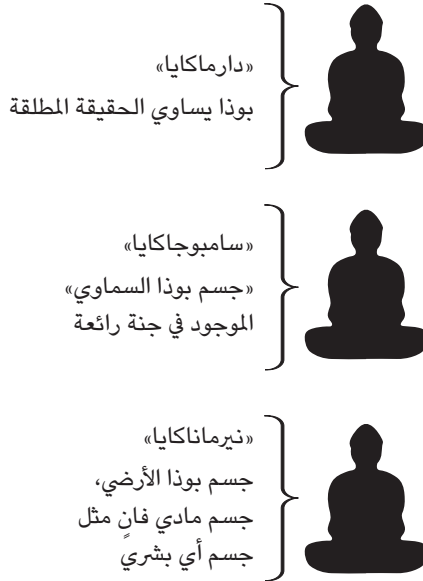 «دارماكايا»
بوذا يساوي الحقيقة المطلقة
«سامبوجاكايا»
«جسم بوذا السماوي»
الموجود في جنة رائعة
«نيرماناكايا»
جسم بوذا الأرضي،
جسم مادي فانٍ مثل
جسم أي بشري